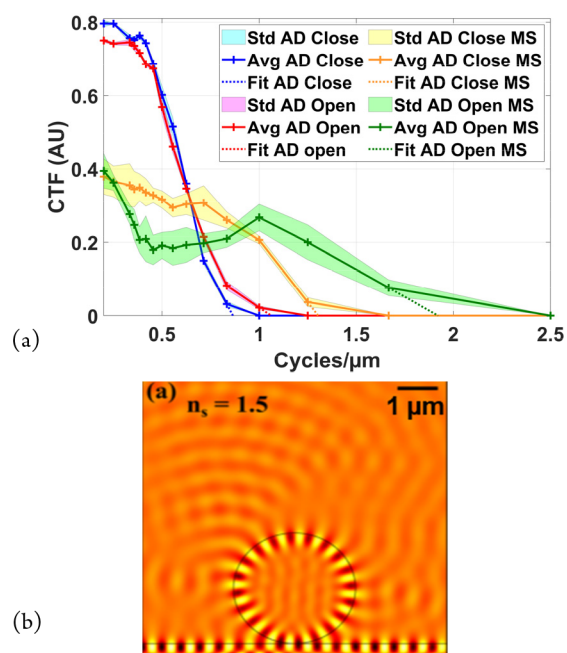 (a)
CTF (AU)
0.8
0.6
0.4
0.2
0
Std AD Close
Avg AD Close
Fit AD Close
Std AD Open
Avg AD Open
Fit AD open
Std AD Close MS
Avg AD Close MS
Fit AD Close MS
Std AD Open MS
Avg AD Open MS
Fit AD Open MS
0.5 1 1.5 2 2.5
Cycles/μm
(b)
(a)
n_s = 1.5
1 μm